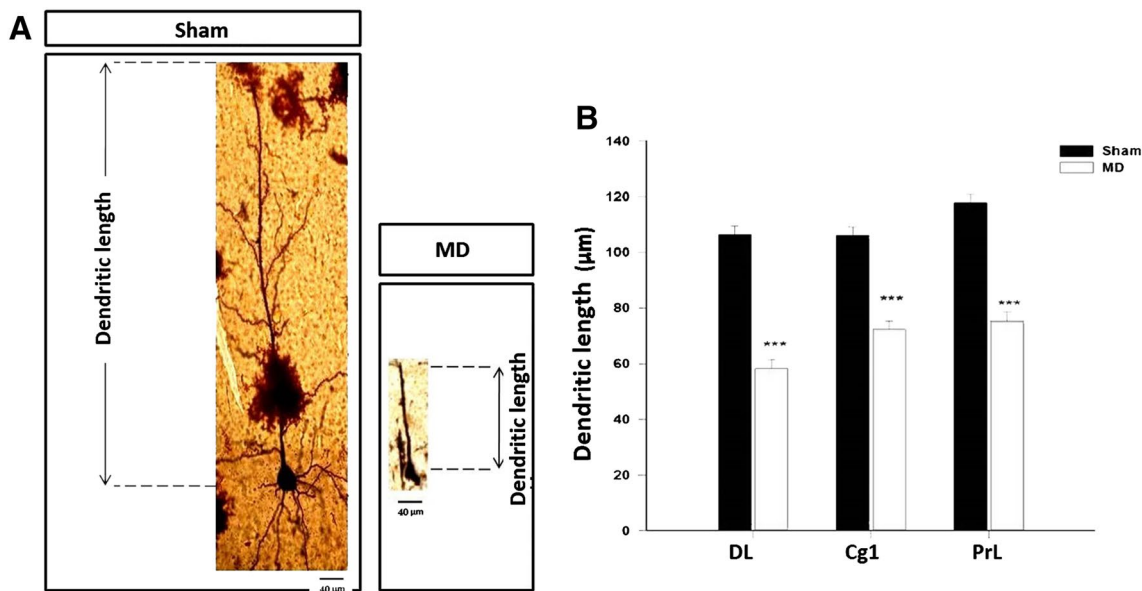 A
Sham
Dendritic length
40 µm
MD
Dendritic length
40 µm
B
Dendritic length (µm)
140
120
100
80
60
40
20
0
Sham
MD
***
***
***
DL
Cg1
PrL